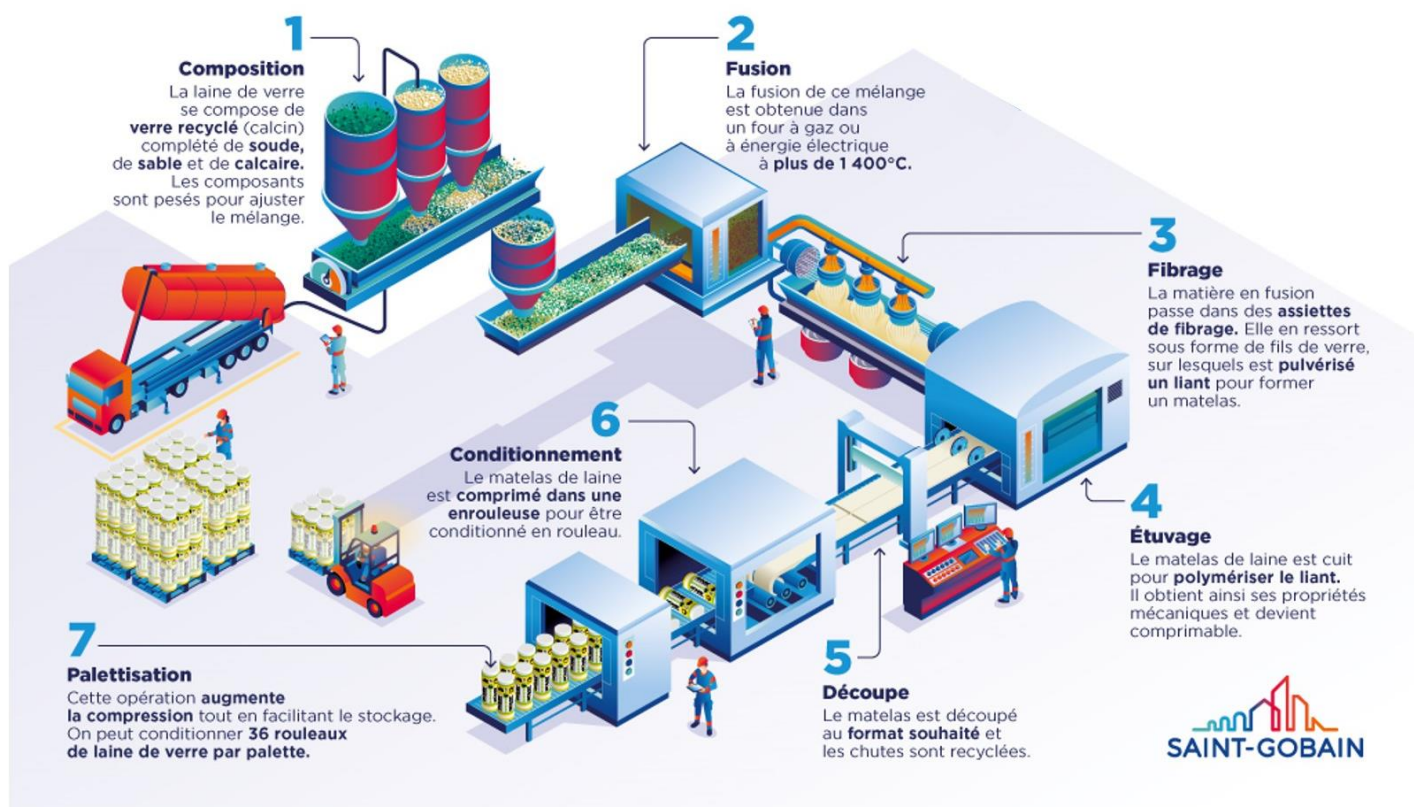 1
Composition
La laine de verre
se compose de
verre recyclé (calcin)
complété de soude,
de sable et de calcaire.
Les composants
sont pesés pour ajuster
le mélange.
2
Fusion
La fusion de ce mélange
est obtenue dans
un four à gaz ou
à énergie électrique
à plus de 1 400°C.
3
Fibrage
La matière en fusion
passe dans des assiettes
de fibrage. Elle en ressort
sous forme de fils de verre,
sur lesquels est pulvérisé
un liant pour former
un matelas.
4
Étuvage
Le matelas de laine est cuit
pour polymériser le liant.
Il obtient ainsi ses propriétés
mécaniques et devient
comprimable.
5
Découpe
Le matelas est découpé
au format souhaité et
les chutes sont recyclées.
6
Conditionnement
Le matelas de laine
est comprimé dans une
enrouleuse pour être
conditionné en rouleau.
7
Palettisation
Cette opération augmente
la compression tout en facilitant le stockage.
On peut conditionner 36 rouleaux
de laine de verre par palette.
SAINT-GOBAIN